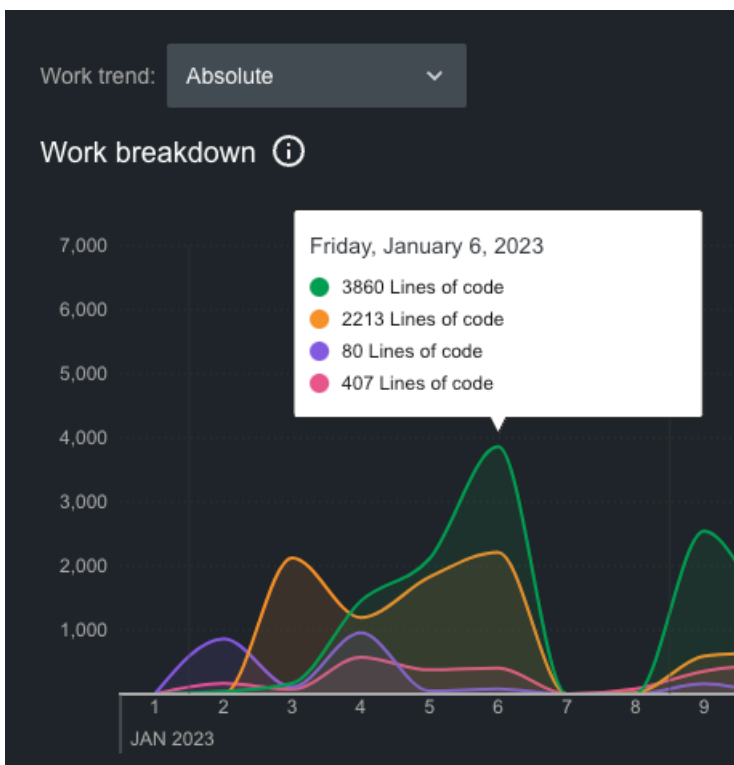 Work trend: Absolute
Work breakdown
Friday, January 6, 2023
3860 Lines of code
2213 Lines of code
80 Lines of code
407 Lines of code
7,000
6,000
5,000
4,000
3,000
2,000
1,000
1 2 3 4 5 6 7 8 9
JAN 2023